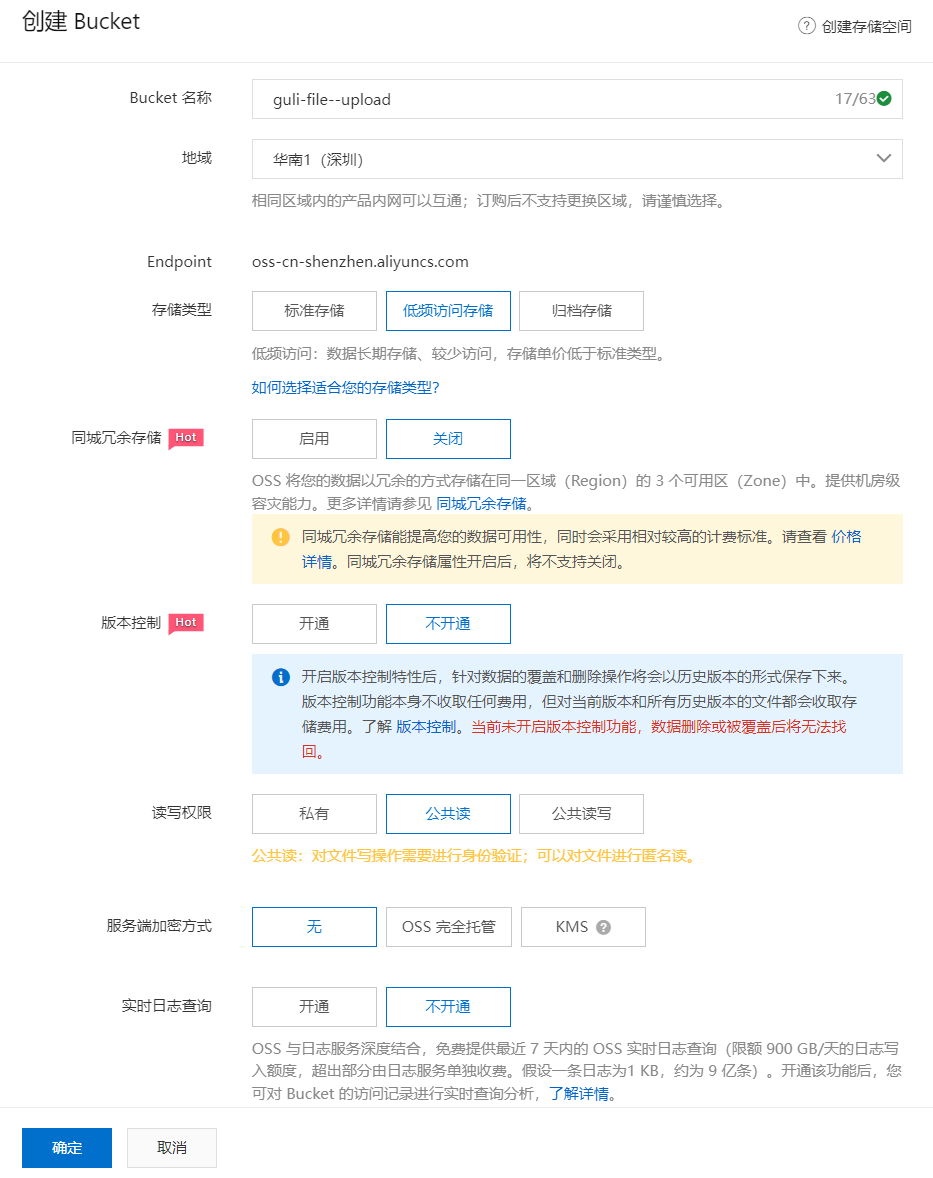 创建 Bucket
创建存储空间
Bucket 名称
guli-file--upload
17/63
地域
华南1（深圳）
相同区域内的产品内网可以互通；订购后不支持更换区域，请谨慎选择。
Endpoint
oss-cn-shenzhen.aliyuncs.com
存储类型
标准存储
低频访问存储
归档存储
低频访问：数据长期存储、较少访问，存储单价低于标准类型。
如何选择适合您的存储类型？
同城冗余存储
Hot
启用
关闭
OSS 将您的数据以冗余的方式存储在同一区域（Region）的 3 个可用区（Zone）中。提供机房级
容灾能力。更多详情请参见 同城冗余存储。
同城冗余存储能提高您的数据可用性，同时会采用相对较高的计费标准。请查看 价格
详情。同城冗余存储属性开启后，将不支持关闭。
版本控制
Hot
开通
不开通
开启版本控制特性后，针对数据的覆盖和删除操作将会以历史版本的形式保存下来。
版本控制功能本身不收取任何费用，但对当前版本和所有历史版本的文件都会收取存
储费用。了解 版本控制。当前未开启版本控制功能，数据删除或被覆盖后将无法找
回。
读写权限
私有
公共读
公共读写
公共读：对文件写操作需要进行身份验证；可以对文件进行匿名读。
服务端加密方式
无
OSS 完全托管
KMS
实时日志查询
开通
不开通
OSS 与日志服务深度结合，免费提供最近 7 天内的 OSS 实时日志查询（限额 900 GB/天的日志写
入额度，超出部分由日志服务单独收费。假设一条日志为1 KB，约为 9 亿条）。开通该功能后，您
可对 Bucket 的访问记录进行实时查询分析，了解详情。
确定
取消